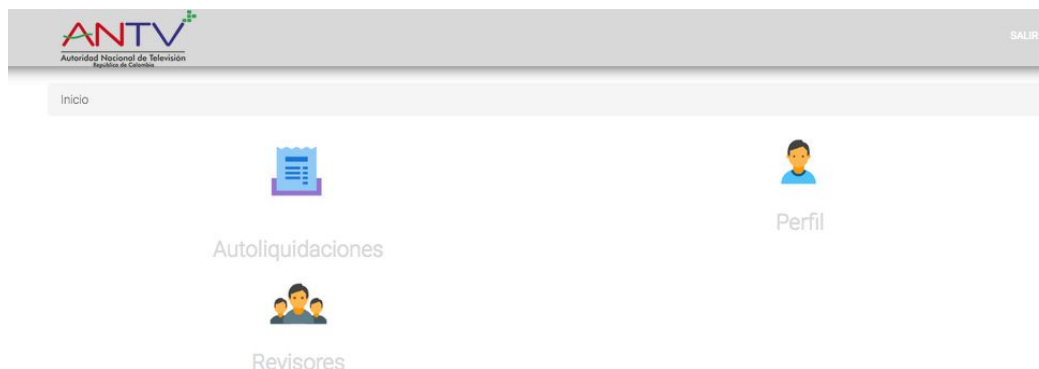 ANTV
Autoridad Nacional de Televisión
República de Colombia
SALIR
Inicio
Autoliquidaciones
Perfil
Revisores